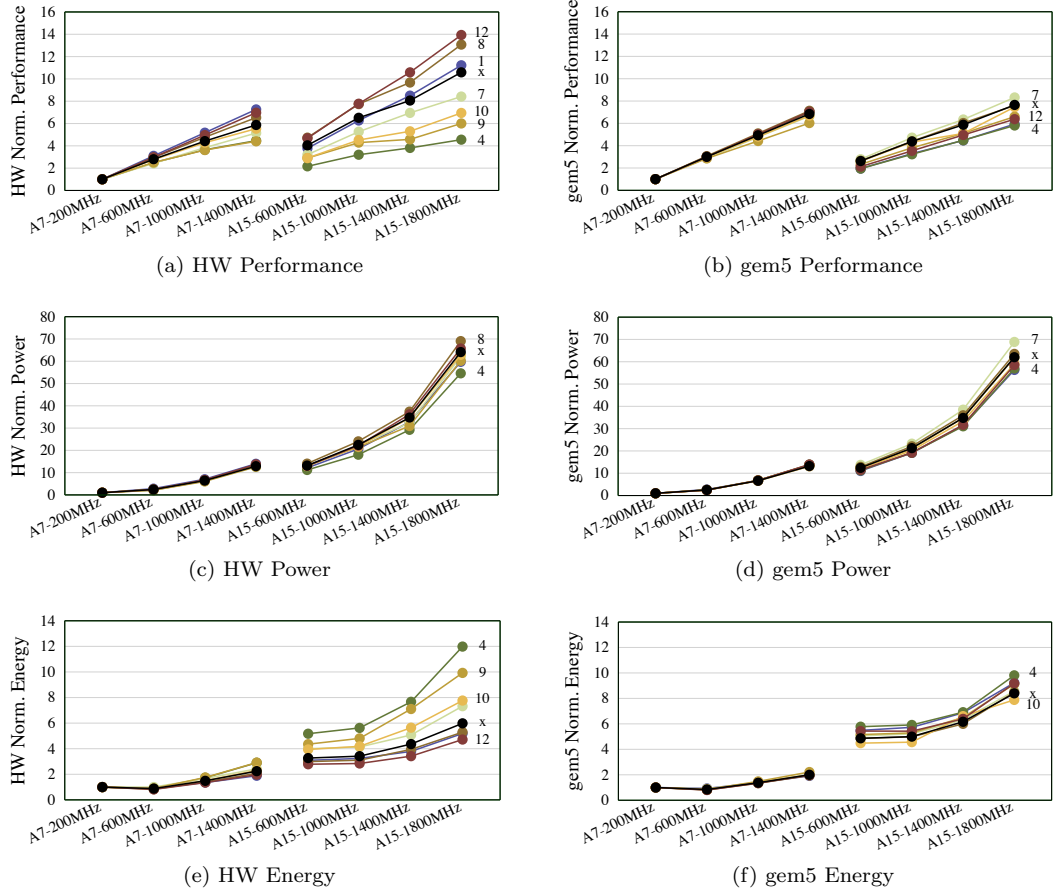 HW Norm. Performance
16
14
12
10
8
6
4
2
0
12
8
1
x
7
10
9
4
A7-200MHz
A7-600MHz
A7-1000MHz
A7-1400MHz
A15-600MHz
A15-1000MHz
A15-1400MHz
A15-1800MHz
(a) HW Performance
gem5 Norm. Performance
16
14
12
10
8
6
4
2
0
7
x
12
4
A7-200MHz
A7-600MHz
A7-1000MHz
A7-1400MHz
A15-600MHz
A15-1000MHz
A15-1400MHz
A15-1800MHz
(b) gem5 Performance
HW Norm. Power
80
70
60
50
40
30
20
10
0
8
x
4
A7-200MHz
A7-600MHz
A7-1000MHz
A7-1400MHz
A15-600MHz
A15-1000MHz
A15-1400MHz
A15-1800MHz
(c) HW Power
gem5 Norm. Power
80
70
60
50
40
30
20
10
0
7
x
4
A7-200MHz
A7-600MHz
A7-1000MHz
A7-1400MHz
A15-600MHz
A15-1000MHz
A15-1400MHz
A15-1800MHz
(d) gem5 Power
HW Norm. Energy
14
12
10
8
6
4
2
0
4
9
10
x
12
A7-200MHz
A7-600MHz
A7-1000MHz
A7-1400MHz
A15-600MHz
A15-1000MHz
A15-1400MHz
A15-1800MHz
(e) HW Energy
gem5 Norm. Energy
14
12
10
8
6
4
2
0
4
x
10
A7-200MHz
A7-600MHz
A7-1000MHz
A7-1400MHz
A15-600MHz
A15-1000MHz
A15-1400MHz
A15-1800MHz
(f) gem5 Energy